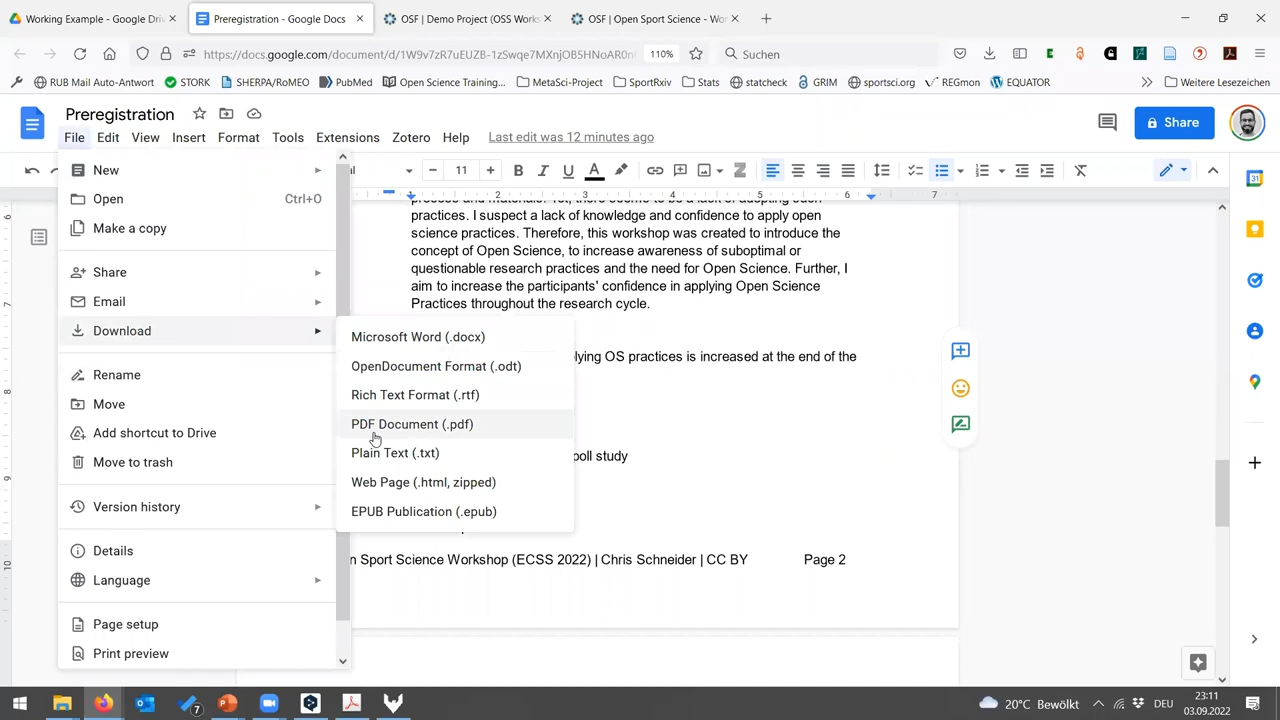 Working Example - Google Driv
Preregistration - Google Docs
OSF | Demo Project (OSS Works
OSF | Open Sport Science - Wor
110%
Suchen
RUB Mail Auto-Antwort
STORK
SHERPA/RoMEO
PubMed
Open Science Training...
MetaSci-Project
SportRxiv
Stats
statcheck
GRIM
sportsci.org
REGmon
EQUATOR
Weitere Lesezeichen
Preregistration
File Edit View Insert Format Tools Extensions Zotero Help Last edit was 12 minutes ago
Share
11
1 2 3 4 5 6 7
New
Open Ctrl+O
Make a copy
Share
Email
Download
Rename
Move
Add shortcut to Drive
Move to trash
Version history
Details
Language
Page setup
Print preview
Microsoft Word (.docx)
OpenDocument Format (.odt)
Rich Text Format (.rtf)
PDF Document (.pdf)
Plain Text (.txt)
Web Page (.html, zipped)
EPUB Publication (.epub)
practices. I suspect a lack of knowledge and confidence to apply open
science practices. Therefore, this workshop was created to introduce the
concept of Open Science, to increase awareness of suboptimal or
questionable research practices and the need for Open Science. Further, I
aim to increase the participants' confidence in applying Open Science
Practices throughout the research cycle.
lying OS practices is increased at the end of the
poll study
n Sport Science Workshop (ECSS 2022) | Chris Schneider | CC BY Page 2
20°C Bewölkt
DEU
23:11
03.09.2022